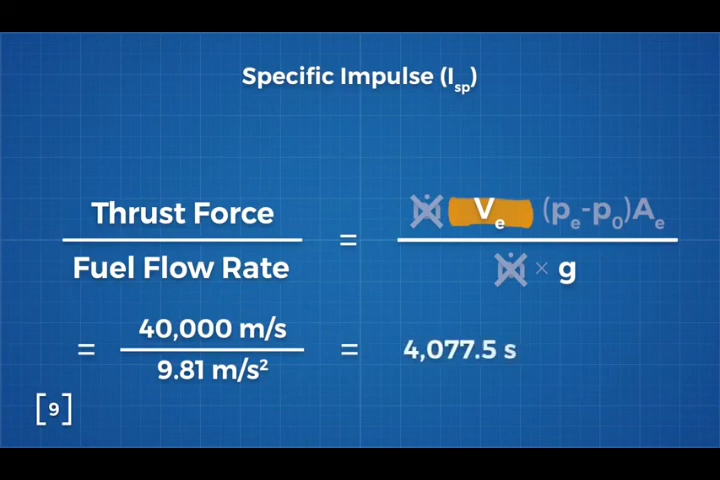 Specific Impulse (Isp)
Thrust Force / Fuel Flow Rate = ṁ Ve (pe-p0)Ae / ṁ × g
= 40,000 m/s / 9.81 m/s² = 4,077.5 s
[9]